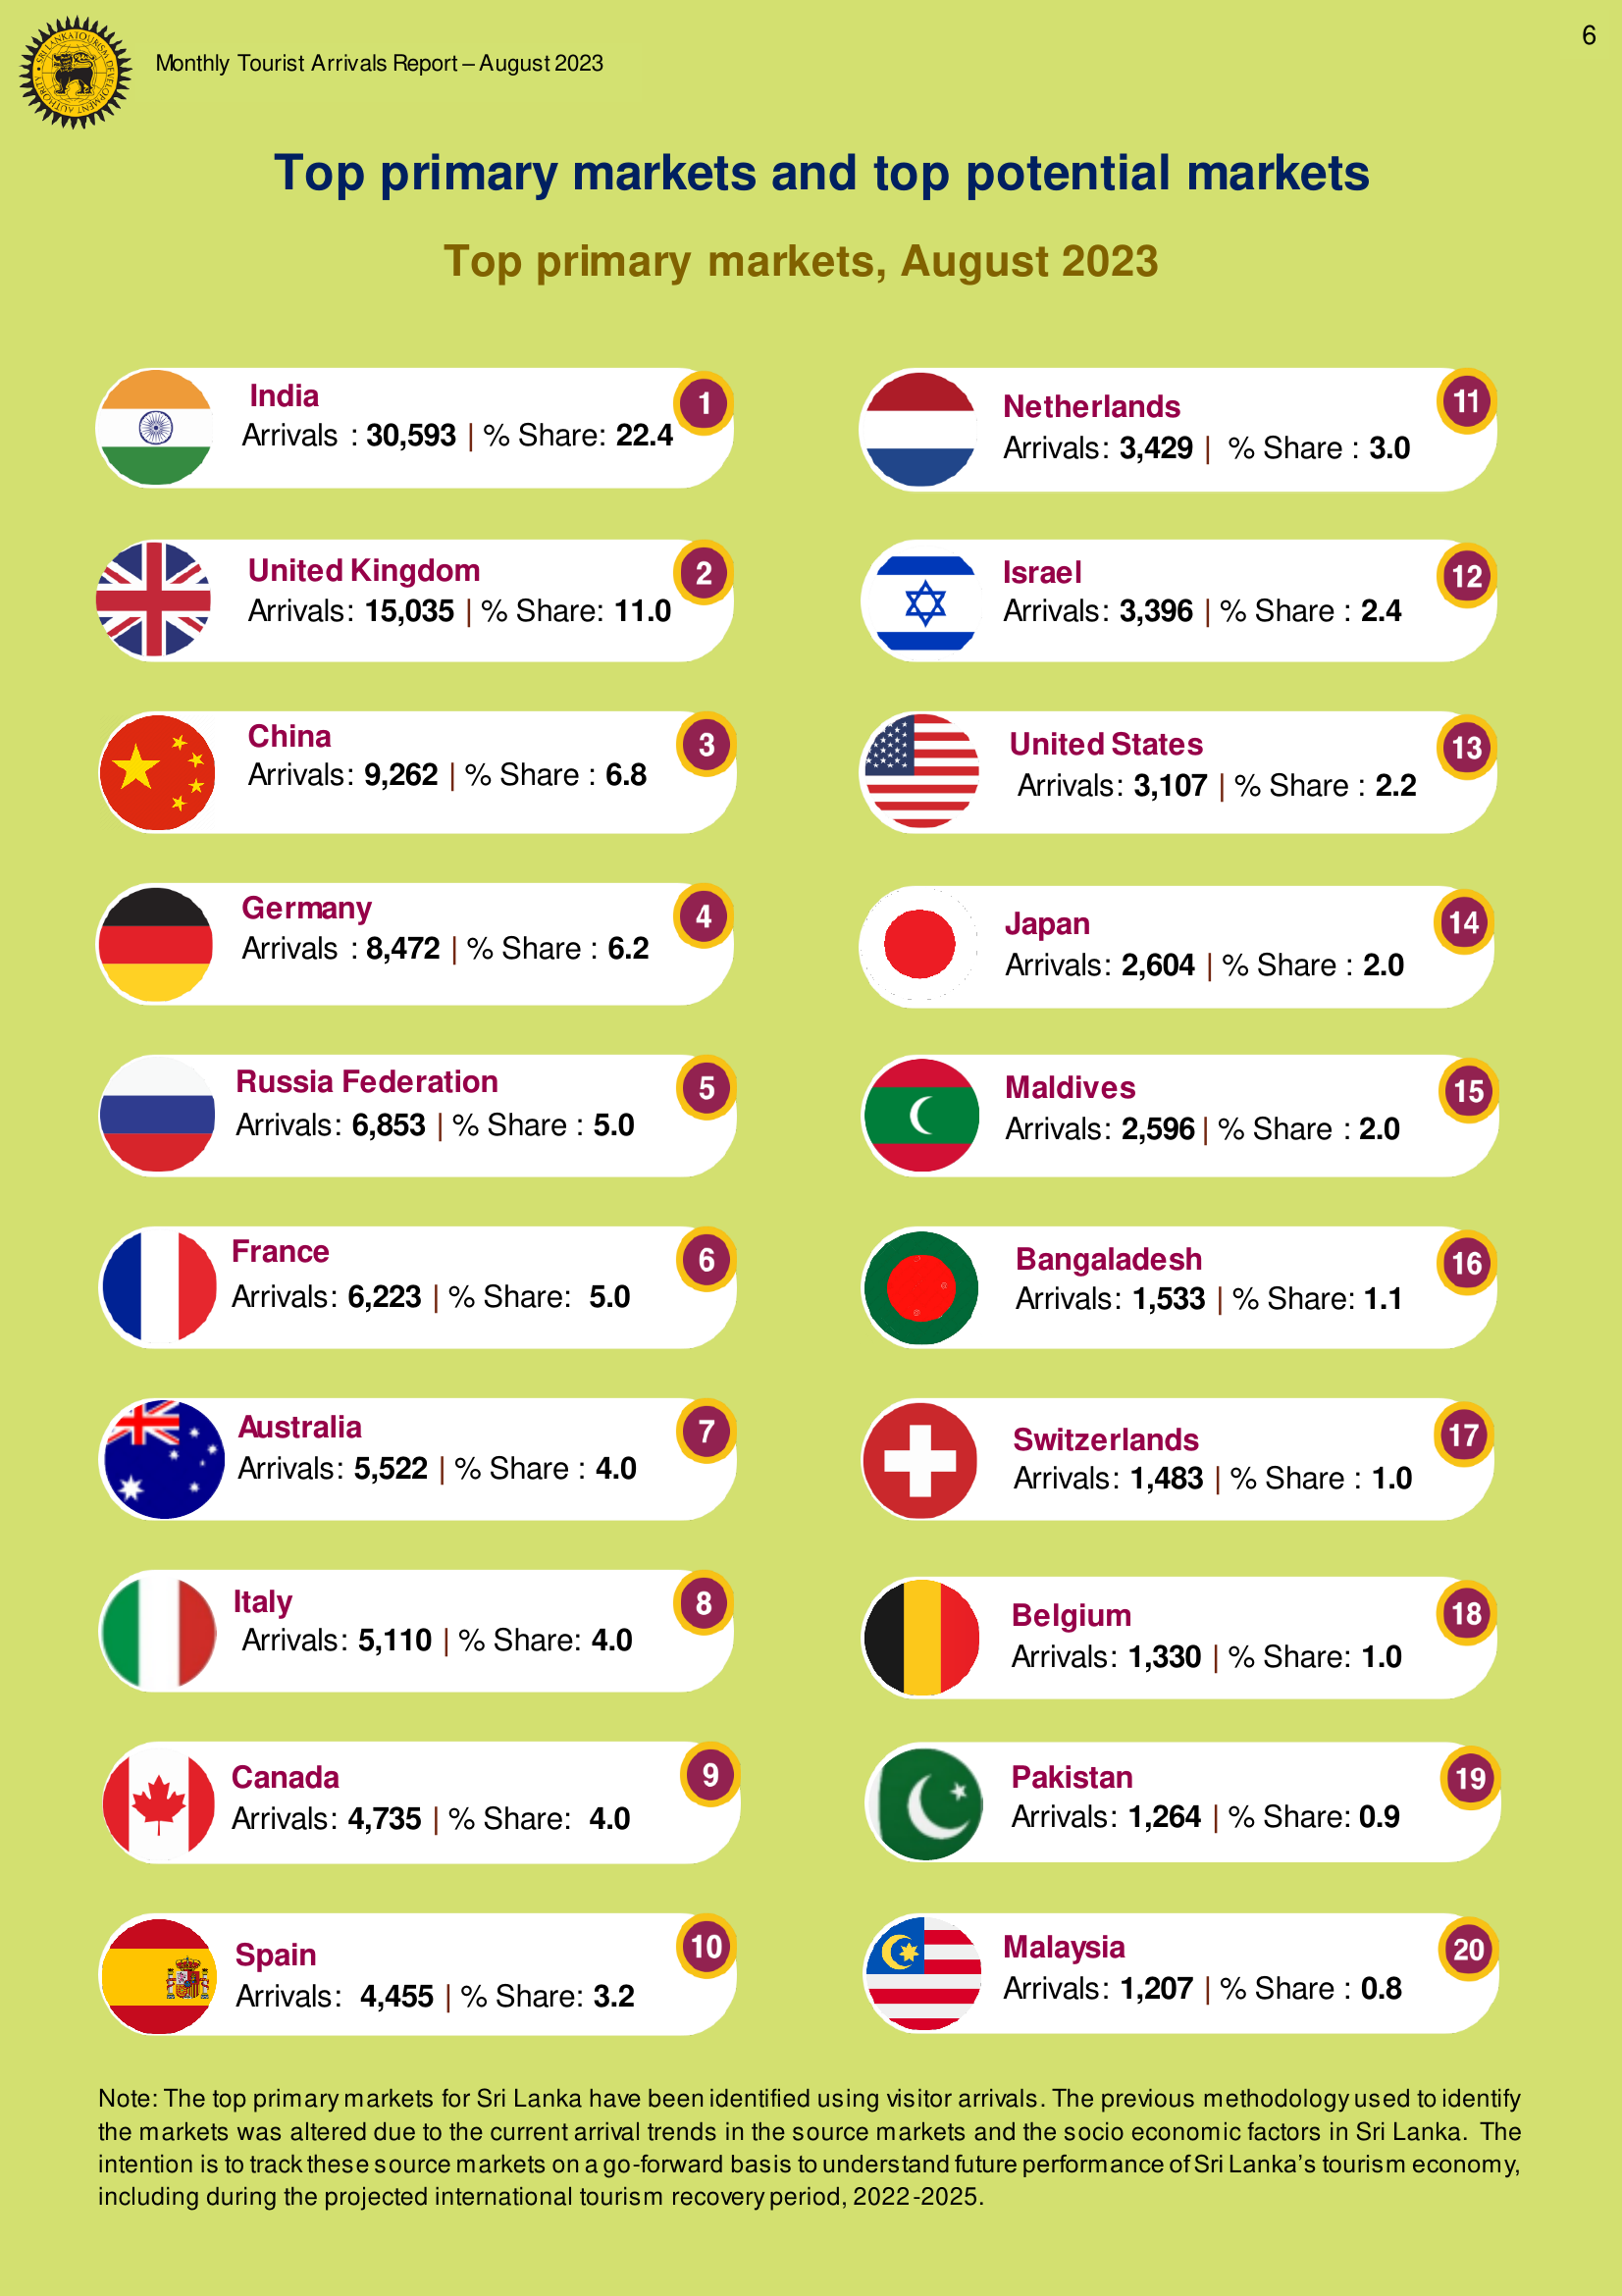 6
SRI LANKA TOURISM DEVELOPMENT AUTHORITY
Monthly Tourist Arrivals Report – August 2023
Top primary markets and top potential markets
Top primary markets, August 2023
India
1
Arrivals : 30,593 | % Share: 22.4
United Kingdom
2
Arrivals: 15,035 | % Share: 11.0
China
3
Arrivals: 9,262 | % Share : 6.8
Germany
4
Arrivals : 8,472 | % Share : 6.2
Russia Federation
5
Arrivals: 6,853 | % Share : 5.0
France
6
Arrivals: 6,223 | % Share: 5.0
Australia
7
Arrivals: 5,522 | % Share : 4.0
Italy
8
Arrivals: 5,110 | % Share: 4.0
Canada
9
Arrivals: 4,735 | % Share: 4.0
Spain
10
Arrivals: 4,455 | % Share: 3.2
Netherlands
11
Arrivals: 3,429 | % Share : 3.0
Israel
12
Arrivals: 3,396 | % Share : 2.4
United States
13
Arrivals: 3,107 | % Share : 2.2
Japan
14
Arrivals: 2,604 | % Share : 2.0
Maldives
15
Arrivals: 2,596 | % Share : 2.0
Bangaladesh
16
Arrivals: 1,533 | % Share: 1.1
Switzerlands
17
Arrivals: 1,483 | % Share : 1.0
Belgium
18
Arrivals: 1,330 | % Share: 1.0
Pakistan
19
Arrivals: 1,264 | % Share: 0.9
Malaysia
20
Arrivals: 1,207 | % Share : 0.8
Note: The top primary markets for Sri Lanka have been identified using visitor arrivals. The previous methodology used to identify
the markets was altered due to the current arrival trends in the source markets and the socio economic factors in Sri Lanka. The
intention is to track these source markets on a go-forward basis to understand future performance of Sri Lanka's tourism economy,
including during the projected international tourism recovery period, 2022-2025.